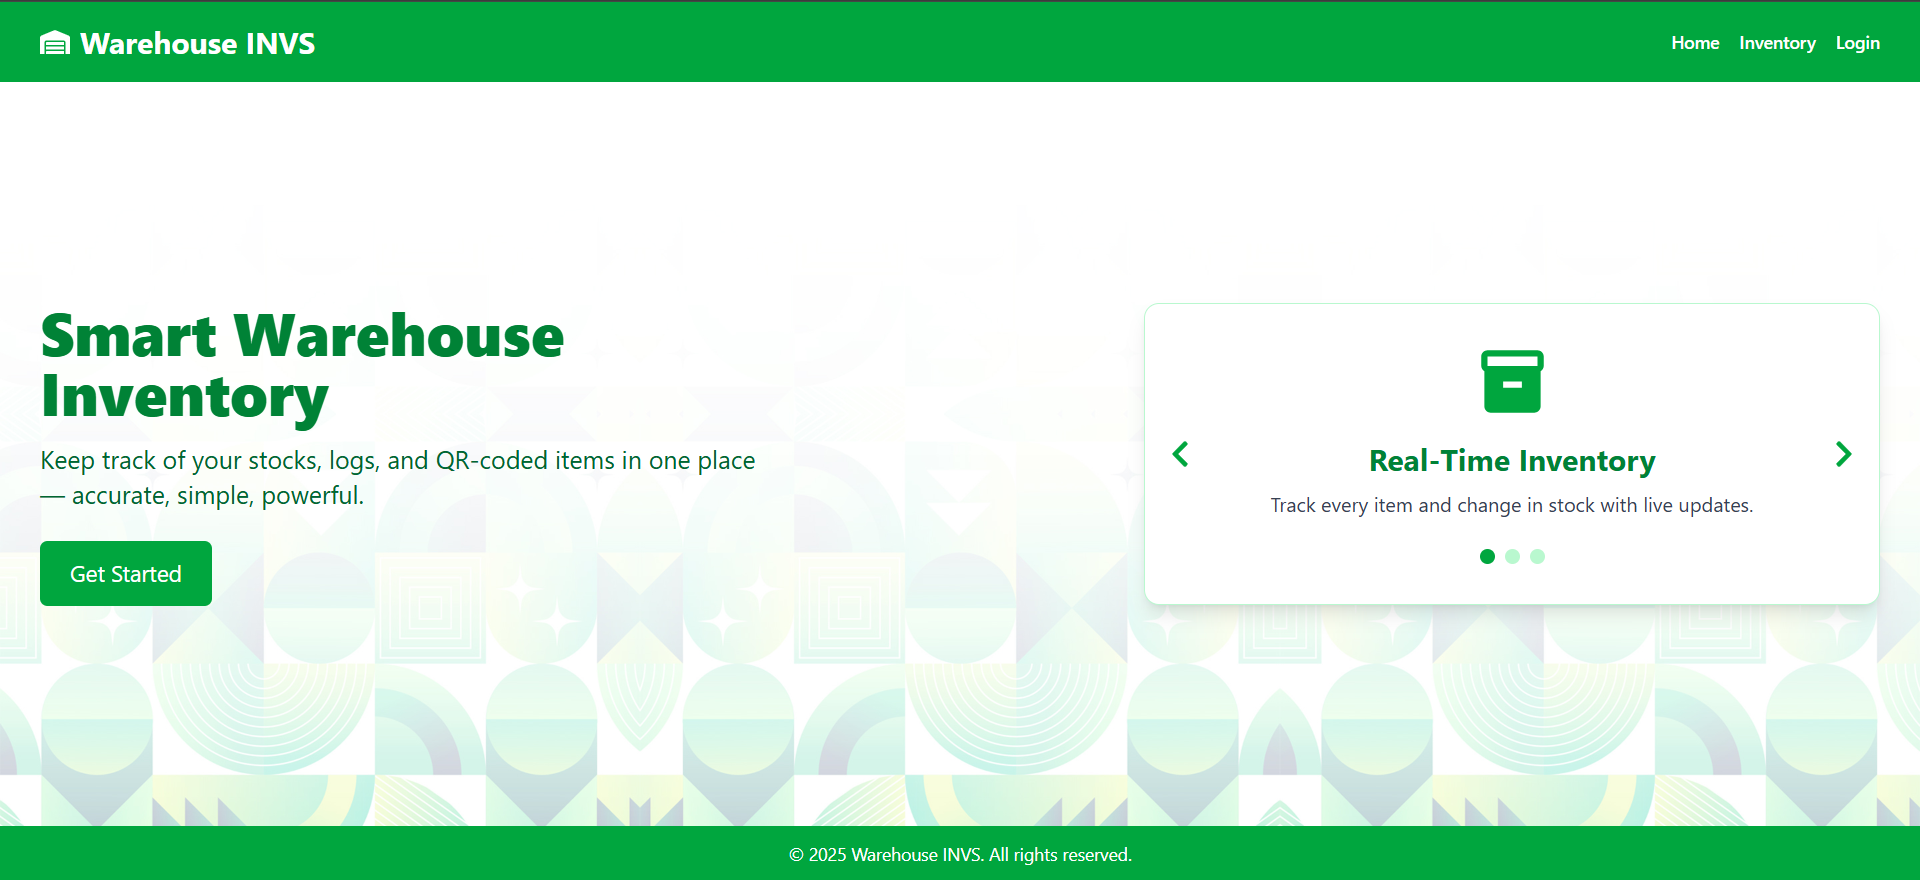 Warehouse INVS
Home Inventory Login
Smart Warehouse
Inventory
Keep track of your stocks, logs, and QR-coded items in one place
— accurate, simple, powerful.
Get Started
Real-Time Inventory
Track every item and change in stock with live updates.
© 2025 Warehouse INVS. All rights reserved.